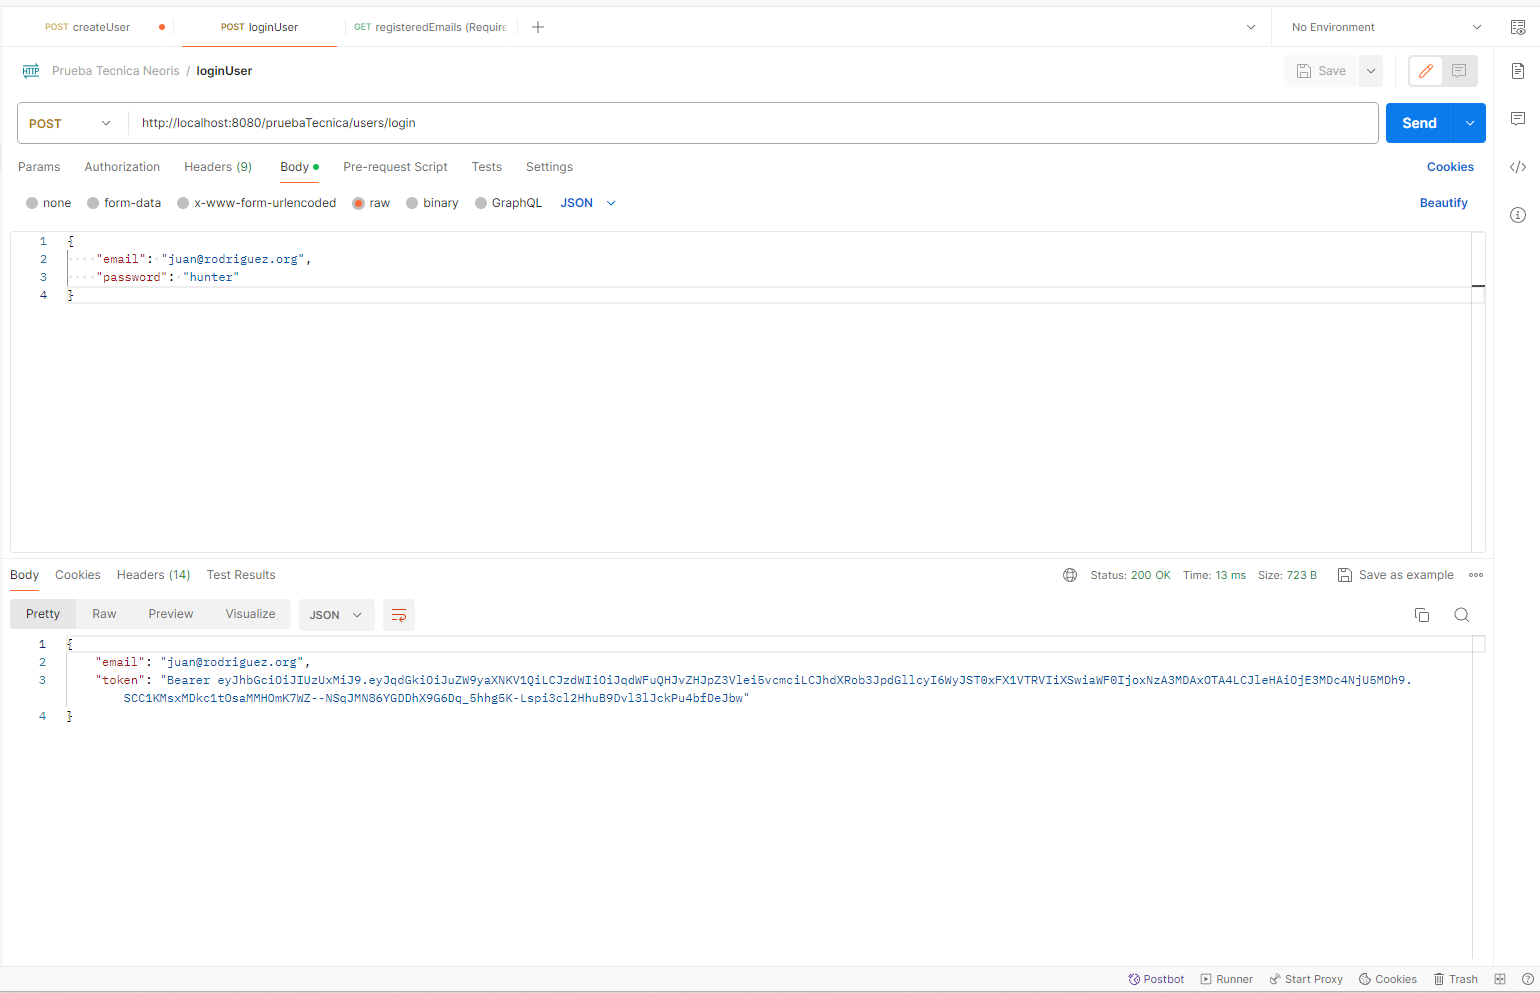 POST createUser
POST loginUser
GET registeredEmails (Require
No Environment
HTTP Prueba Tecnica Neoris / loginUser
Save
POST http://localhost:8080/pruebaTecnica/users/login
Send
Params Authorization Headers (9) Body Pre-request Script Tests Settings Cookies
none form-data x-www-form-urlencoded raw binary GraphQL JSON Beautify
1 {
2 "email": "juan@rodriguez.org",
3 "password": "hunter"
4 }
Body Cookies Headers (14) Test Results Status: 200 OK Time: 13 ms Size: 723 B Save as example
Pretty Raw Preview Visualize JSON
1 {
2 "email": "juan@rodriguez.org",
3 "token": "Bearer eyJhbGciOiJIUzUxMiJ9.eyJqdGkiOiJuZW9yaXNKV1QiLCJzdWIiOiJqdWFuQHJvZHJpZ3Vlei5vcmciLCJhdXRob3JpdGllcyI6WyJST0xFX1VTRVIiXSwiaWF0IjoxNzA3MDAxOTA4LCJleHAiOjE3MDc4NjU5MDh9.
SCC1KMsxMDkc1tOsaMMHOmK7WZ--NSqJMN86YGDDhX9G6Dq_5hhg5K-Lspi3cl2HhuB9Dvl3lJckPu4bfDeJbw"
4 }
Postbot Runner Start Proxy Cookies Trash